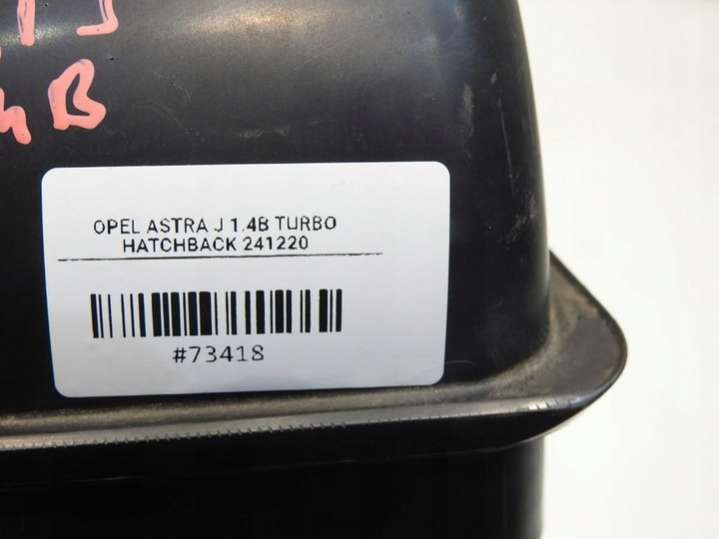 OPEL ASTRA J 1.4B TURBO
HATCHBACK 241220
#73418